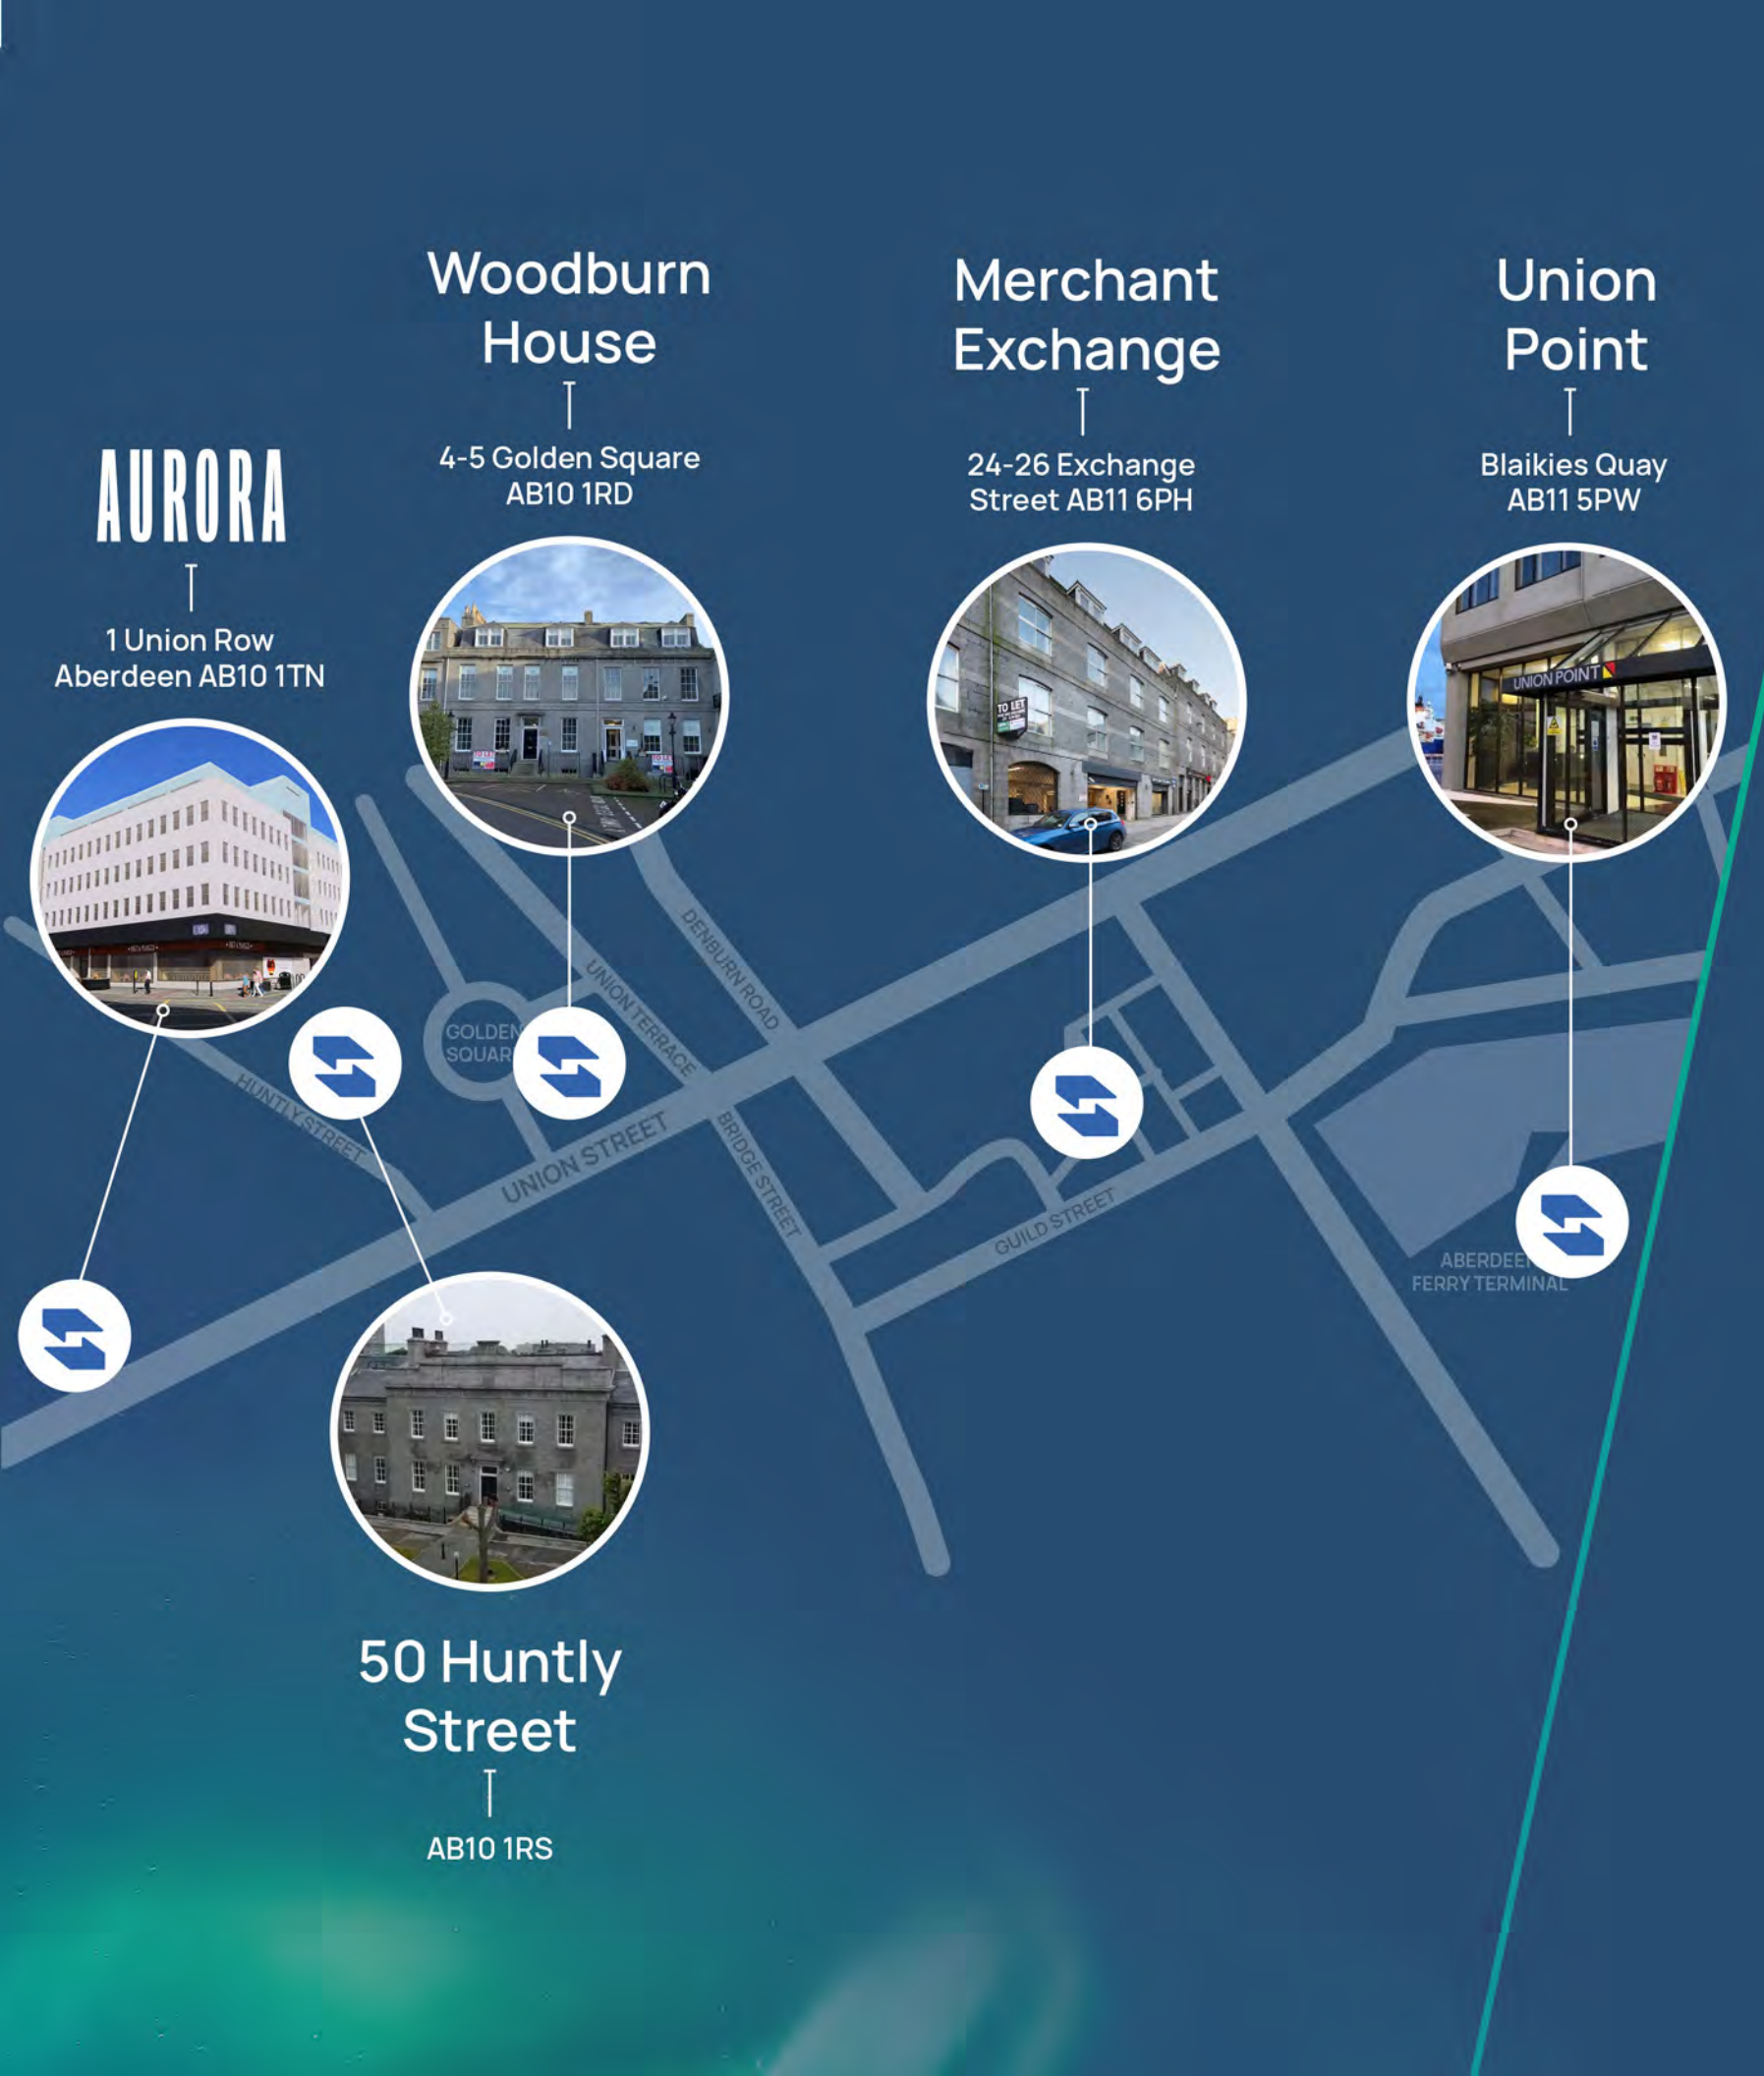 Woodburn
House
4-5 Golden Square
AB10 1RD
Merchant
Exchange
24-26 Exchange
Street AB11 6PH
TO LET
Union
Point
Blaikies Quay
AB11 5PW
UNION POINT
AURORA
1 Union Row
Aberdeen AB10 1TN
TO LET
DENBURN ROAD
UNION TERRACE
GOLDEN
SQUAR
HUNTLY STREET
UNION STREET
BRIDGE STREET
GUILD STREET
ABERDEE
FERRY TERMINAL
50 Huntly
Street
AB10 1RS